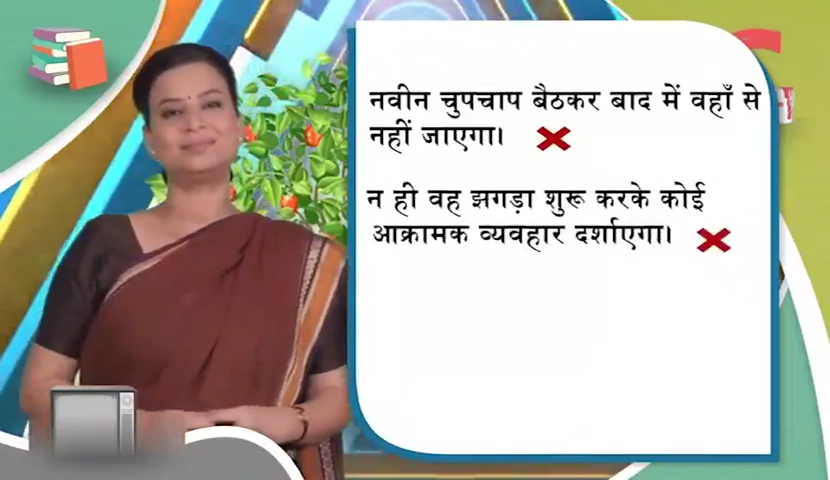 नवीन चुपचाप बैठकर बाद में वहाँ से
नहीं जाएगा।
न ही वह झगड़ा शुरू करके कोई
आक्रामक व्यवहार दर्शाएगा।